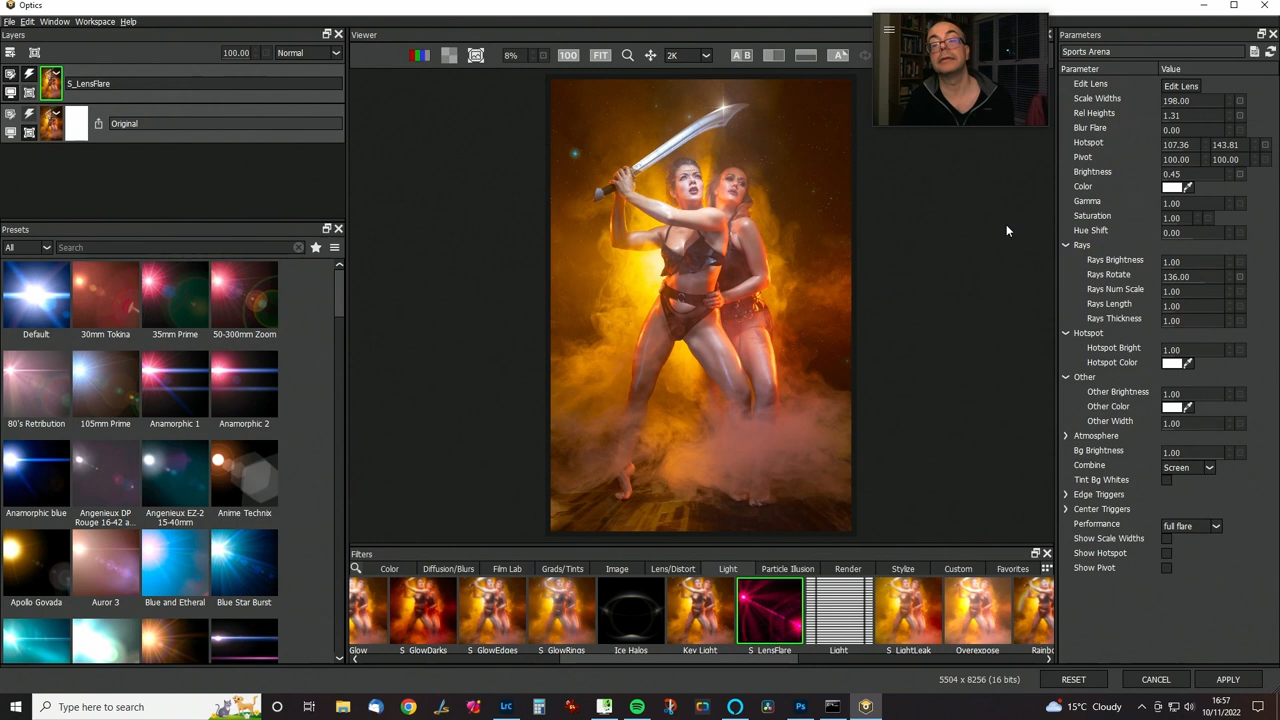 Optics
File Edit Window Workspace Help
Layers
100.00 Normal
S_LensFlare
Original
Presets
All Search
Default 30mm Tokina 35mm Prime 50-300mm Zoom
80's Retribution 105mm Prime Anamorphic 1 Anamorphic 2
Anamorphic blue Angenieux DP Angenieux EZ-2 Anime Technix
Rouge 16-42 a... 15-40mm
Apollo Govada Auror 3 Blue and Etheral Blue Star Burst
Viewer
8% 100 FIT 2K A B A
Filters
Color Diffusion/Blurs Film Lab Grads/Tints Image Lens/Distort Light Particle Illusion Render Stylize Custom Favorites
Glow S_GlowDarks S_GlowEdges S_GlowRings Ice Halos Key Light S_LensFlare Light S_LightLeak Overexpose Rainb
Parameters
Sports Arena
Parameter Value
Edit Lens Edit Lens
Scale Widths 198.00
Rel Heights 1.31
Blur Flare 0.00
Hotspot 107.36 143.81
Pivot 100.00 100.00
Brightness 0.45
Color
Gamma 1.00
Saturation 1.00
Hue Shift 0.00
Rays
Rays Brightness 1.00
Rays Rotate 136.00
Rays Num Scale 1.00
Rays Length 1.00
Rays Thickness 1.00
Hotspot
Hotspot Bright 1.00
Hotspot Color
Other
Other Brightness 1.00
Other Color
Other Width 1.00
Atmosphere
Bg Brightness 1.00
Combine Screen
Tint Bg Whites
Edge Triggers
Center Triggers
Performance full flare
Show Scale Widths
Show Hotspot
Show Pivot
5504 x 8256 (16 bits) RESET CANCEL APPLY
Type here to search
Lrc Ps
15°C Cloudy
16:57
10/11/2022